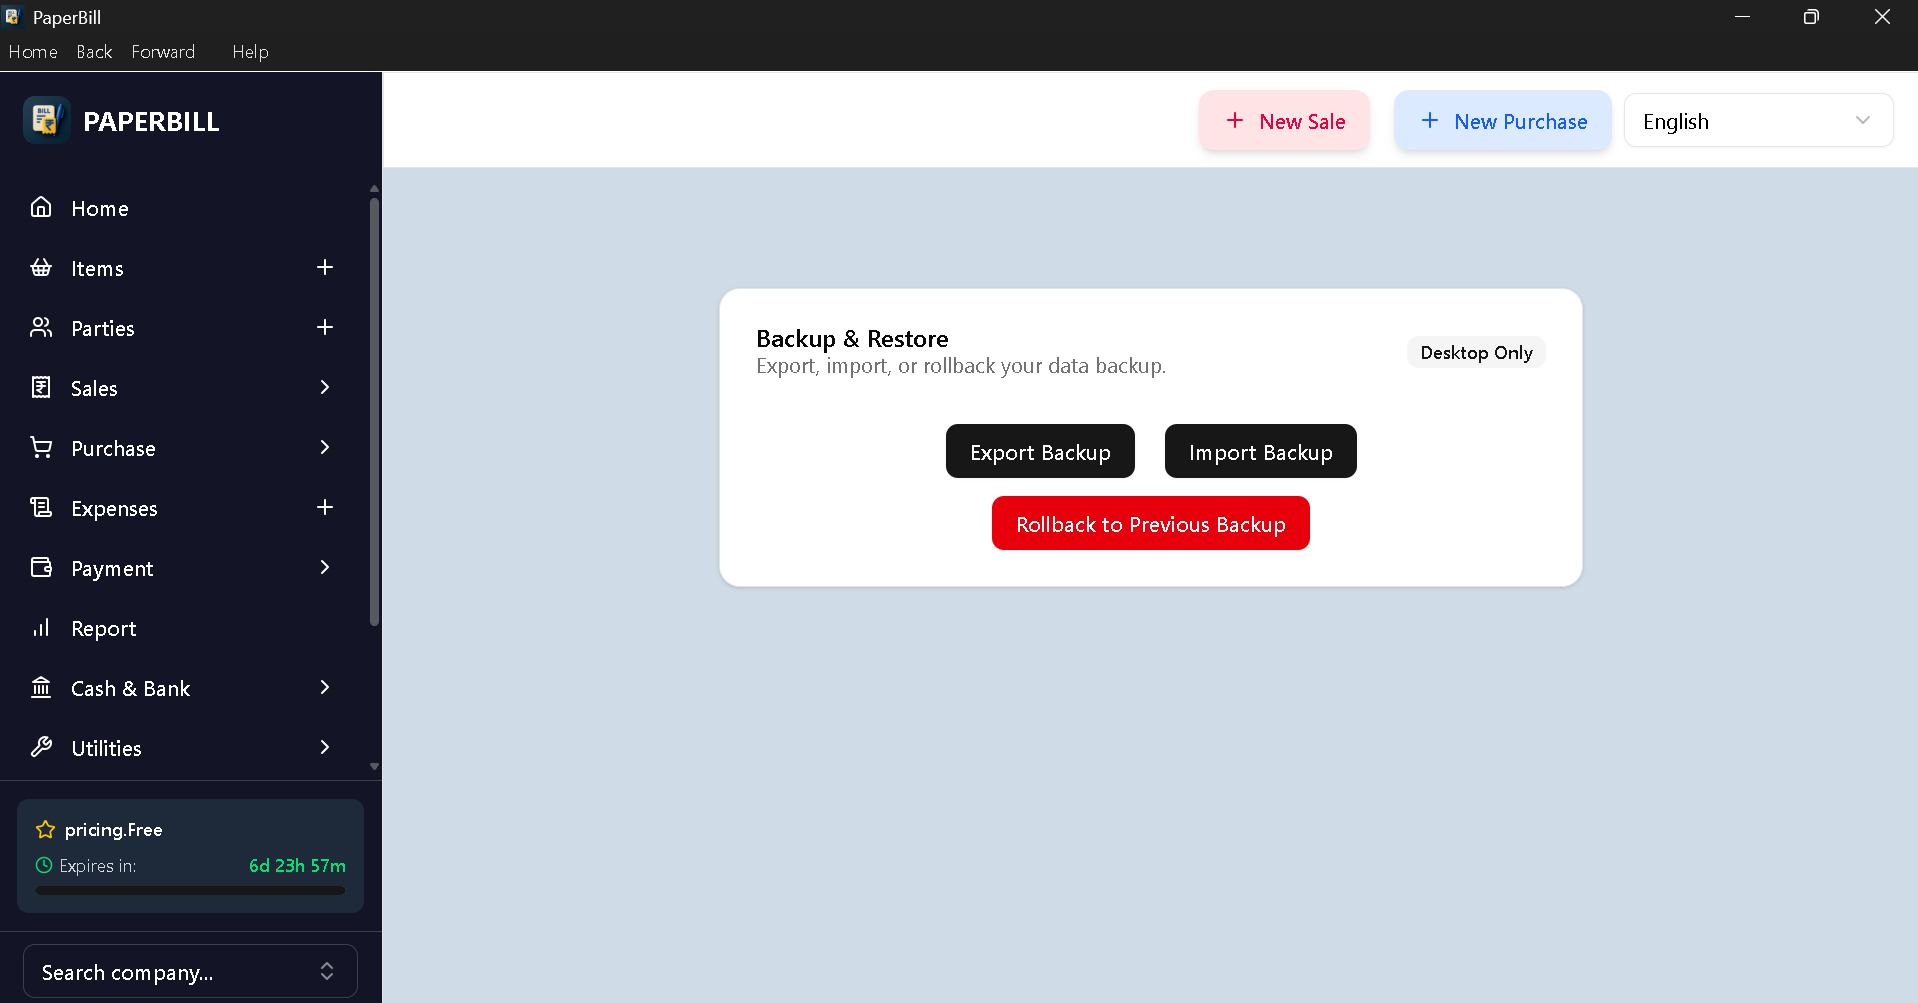 PaperBill
Home Back Forward Help
PAPERBILL
Home
Items
Parties
Sales
Purchase
Expenses
Payment
Report
Cash & Bank
Utilities
pricing.Free
Expires in: 6d 23h 57m
Search company...
New Sale
New Purchase
English
Backup & Restore
Export, import, or rollback your data backup.
Desktop Only
Export Backup
Import Backup
Rollback to Previous Backup